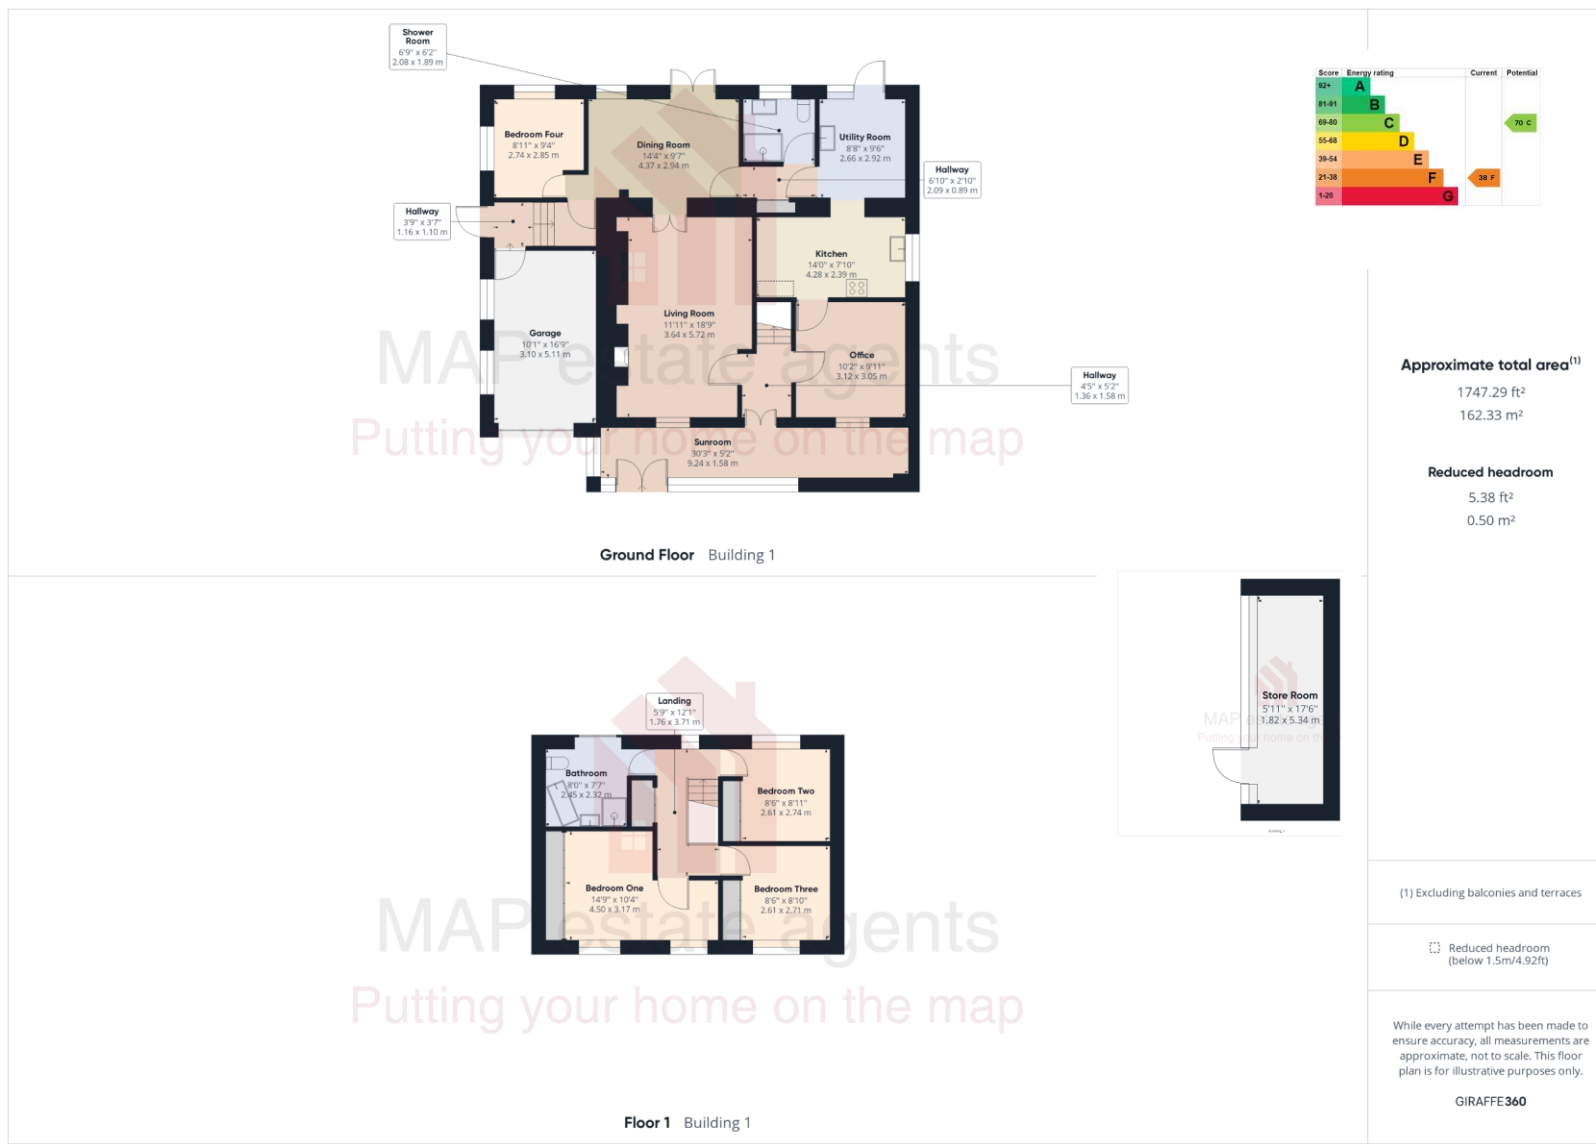 Shower
Room
6'9" x 6'2"
2.08 x 1.89 m
Bedroom Four
8'11" x 9'4"
2.74 x 2.85 m
Dining Room
14'4" x 9'7"
4.37 x 2.94 m
Utility Room
8'8" x 9'6"
2.66 x 2.92 m
Hallway
6'10" x 2'10"
2.09 x 0.89 m
Hallway
3'9" x 3'7"
1.16 x 1.10 m
Kitchen
14'0" x 7'10"
4.28 x 2.39 m
Living Room
11'11" x 18'9"
3.64 x 5.72 m
Garage
10'1" x 16'9"
3.10 x 5.11 m
Office
10'2" x 9'11"
3.12 x 3.05 m
Hallway
4'5" x 5'2"
1.36 x 1.58 m
MAP estate agents
Putting your home on the map
Sunroom
30'3" x 5'2"
9.24 x 1.58 m
Ground Floor Building 1
Score Energy rating Current Potential
92+ A
81-91 B
69-80 C 70 C
55-68 D
39-54 E
21-38 F 38 F
1-20 G
Approximate total area(1)
1747.29 ft²
162.33 m²
Reduced headroom
5.38 ft²
0.50 m²
Landing
5'9" x 12'1"
1.76 x 3.71 m
Bathroom
8'0" x 7'7"
2.45 x 2.32 m
Bedroom Two
8'6" x 8'11"
2.61 x 2.74 m
Bedroom One
14'9" x 10'4"
4.50 x 3.17 m
Bedroom Three
8'6" x 8'10"
2.61 x 2.71 m
MAP estate agents
Putting your home on the map
Floor 1 Building 1
Store Room
5'11" x 17'6"
1.82 x 5.34 m
MAP
Putting your home on the
Building 2
(1) Excluding balconies and terraces
Reduced headroom
(below 1.5m/4.92ft)
While every attempt has been made to
ensure accuracy, all measurements are
approximate, not to scale. This floor
plan is for illustrative purposes only.
GIRAFFE360